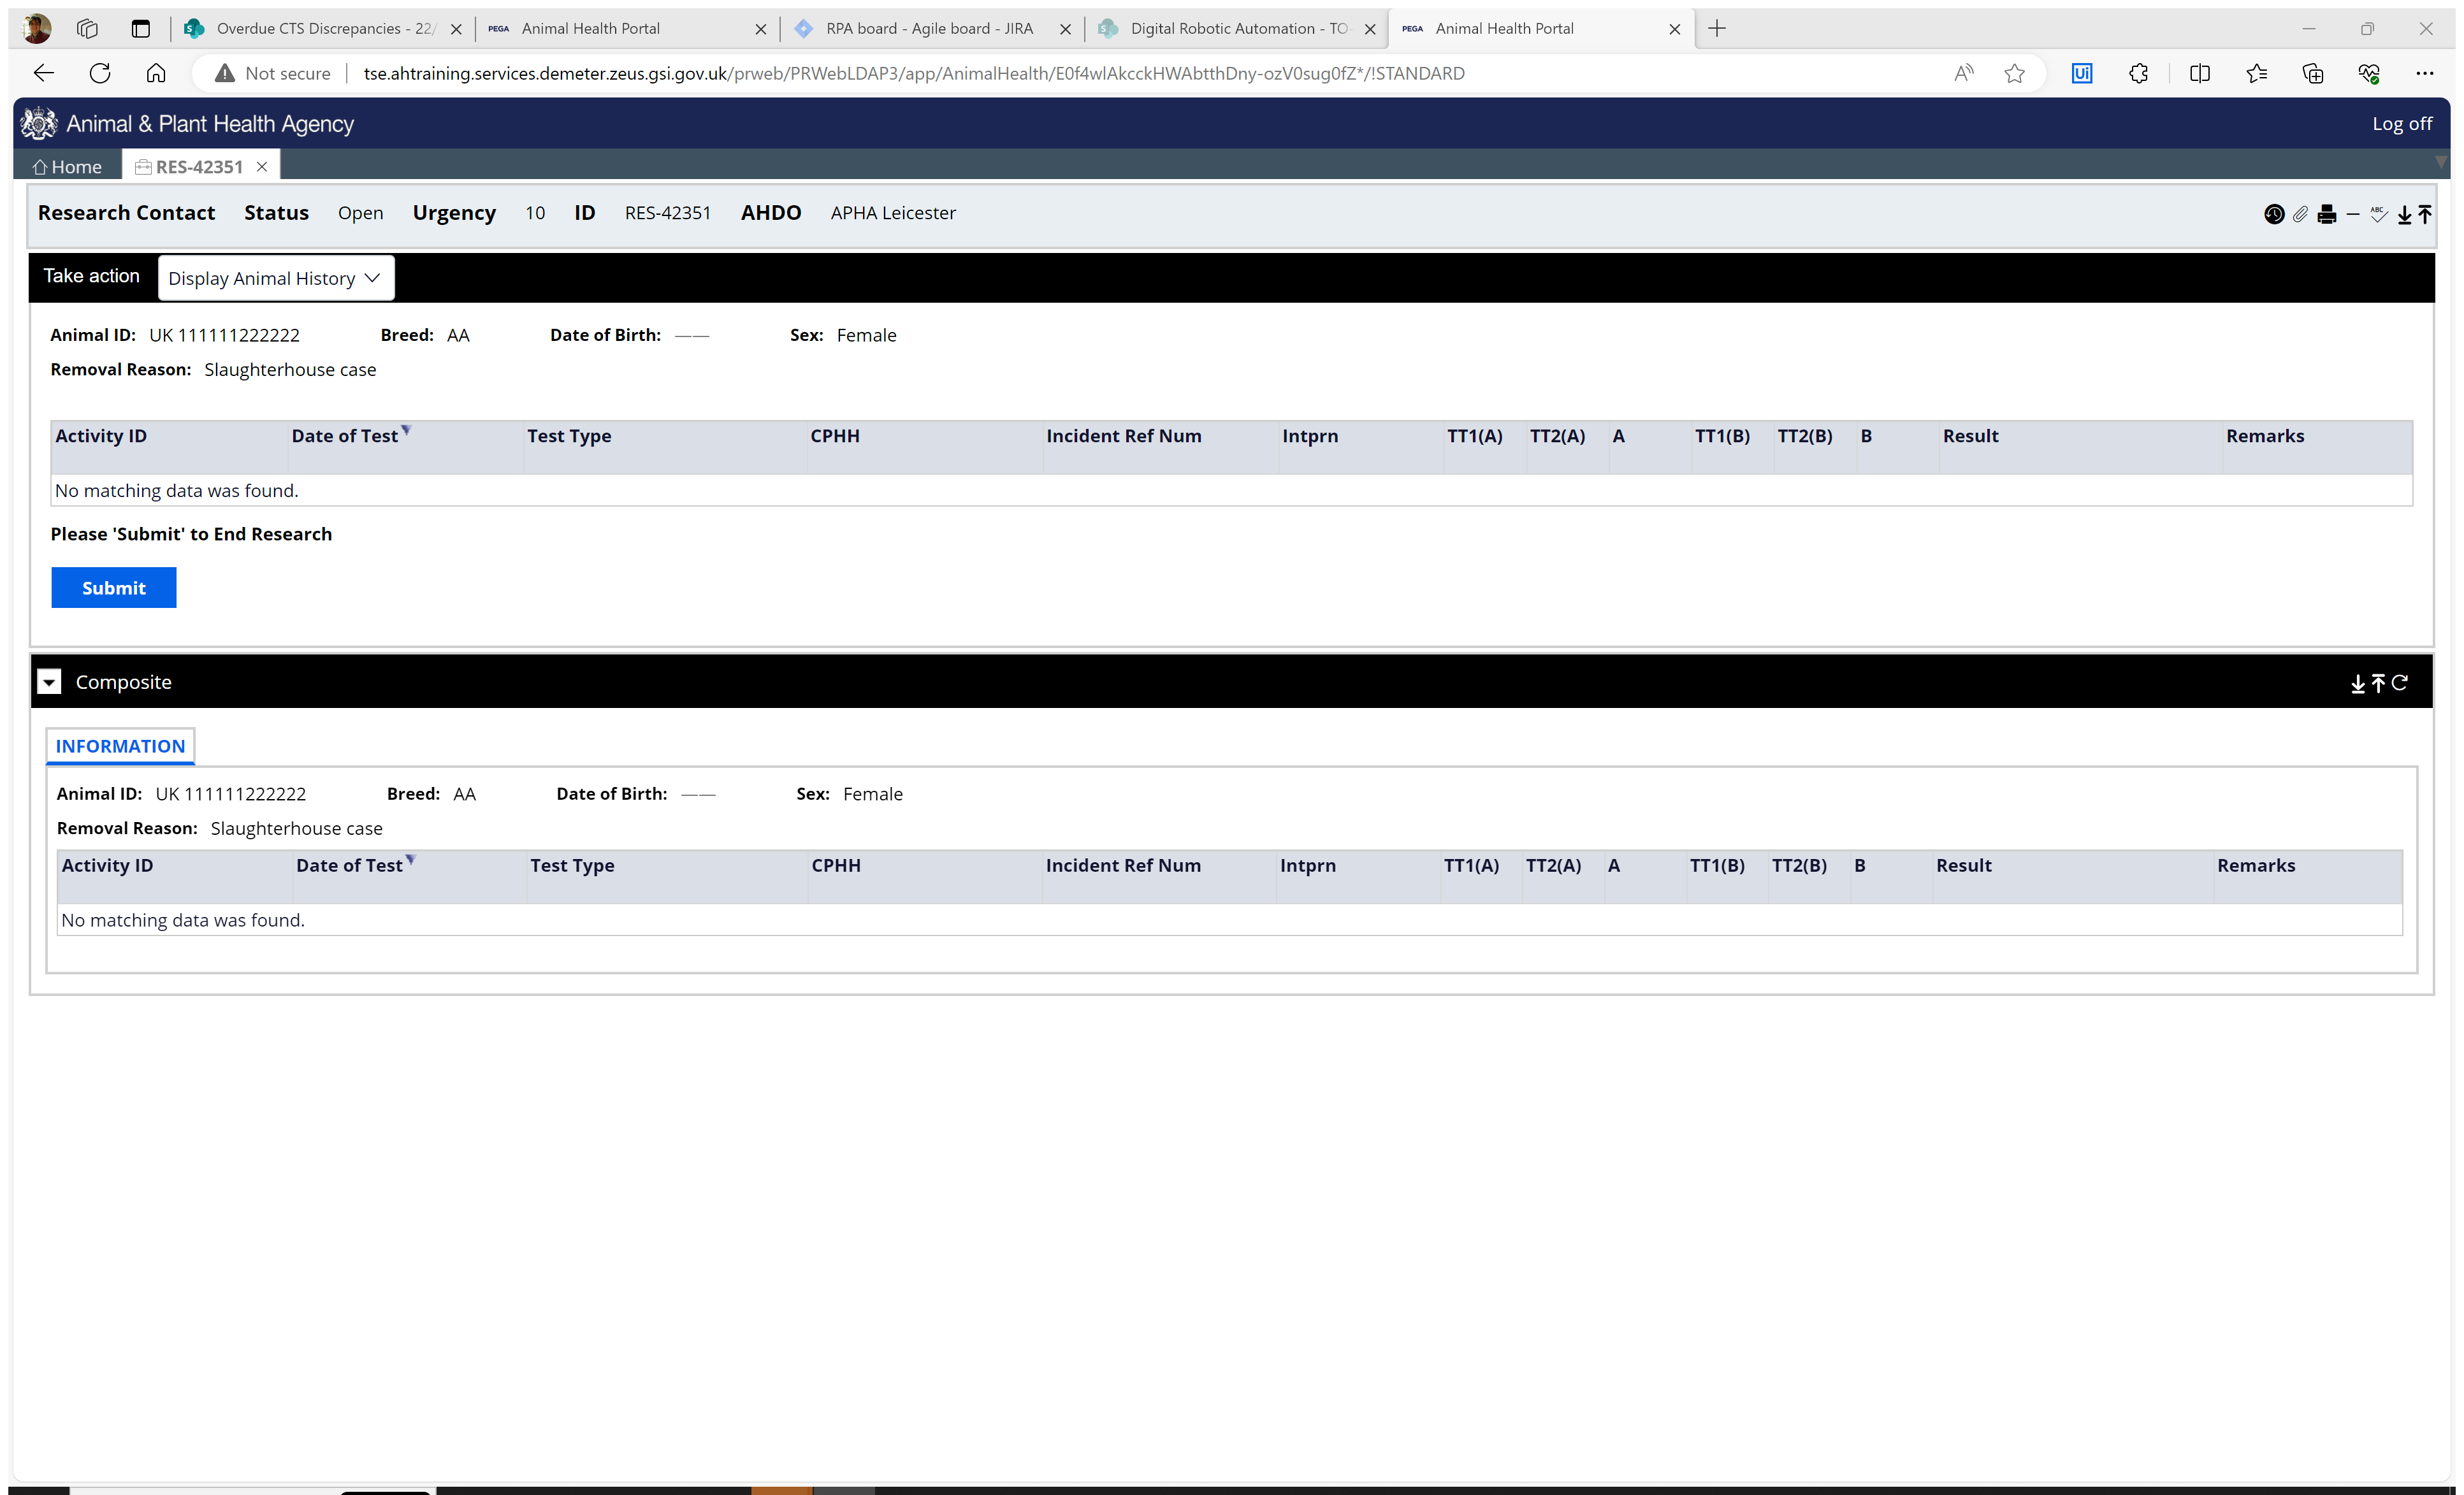 Overdue CTS Discrepancies - 22/
PEGA Animal Health Portal
RPA board - Agile board - JIRA
Digital Robotic Automation - TO
PEGA Animal Health Portal
Not secure tse.ahtraining.services.demeter.zeus.gsi.gov.uk/prweb/PRWebLDAP3/app/AnimalHealth/E0f4wlAkcckHWAbtthDny-ozV0sug0fZ*/!STANDARD
Ui
Animal & Plant Health Agency
Log off
Home
RES-42351
Research Contact Status Open Urgency 10 ID RES-42351 AHDO APHA Leicester
ABC
Take action Display Animal History
Animal ID: UK 111111222222 Breed: AA Date of Birth: —— Sex: Female
Removal Reason: Slaughterhouse case
Activity ID Date of Test Test Type CPHH Incident Ref Num Intprn TT1(A) TT2(A) A TT1(B) TT2(B) B Result Remarks
No matching data was found.
Please 'Submit' to End Research
Submit
Composite
INFORMATION
Animal ID: UK 111111222222 Breed: AA Date of Birth: —— Sex: Female
Removal Reason: Slaughterhouse case
Activity ID Date of Test Test Type CPHH Incident Ref Num Intprn TT1(A) TT2(A) A TT1(B) TT2(B) B Result Remarks
No matching data was found.